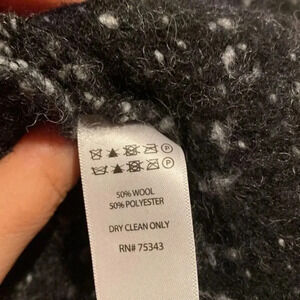 50% WOOL
50% POLYESTER
DRY CLEAN ONLY
RN# 75343